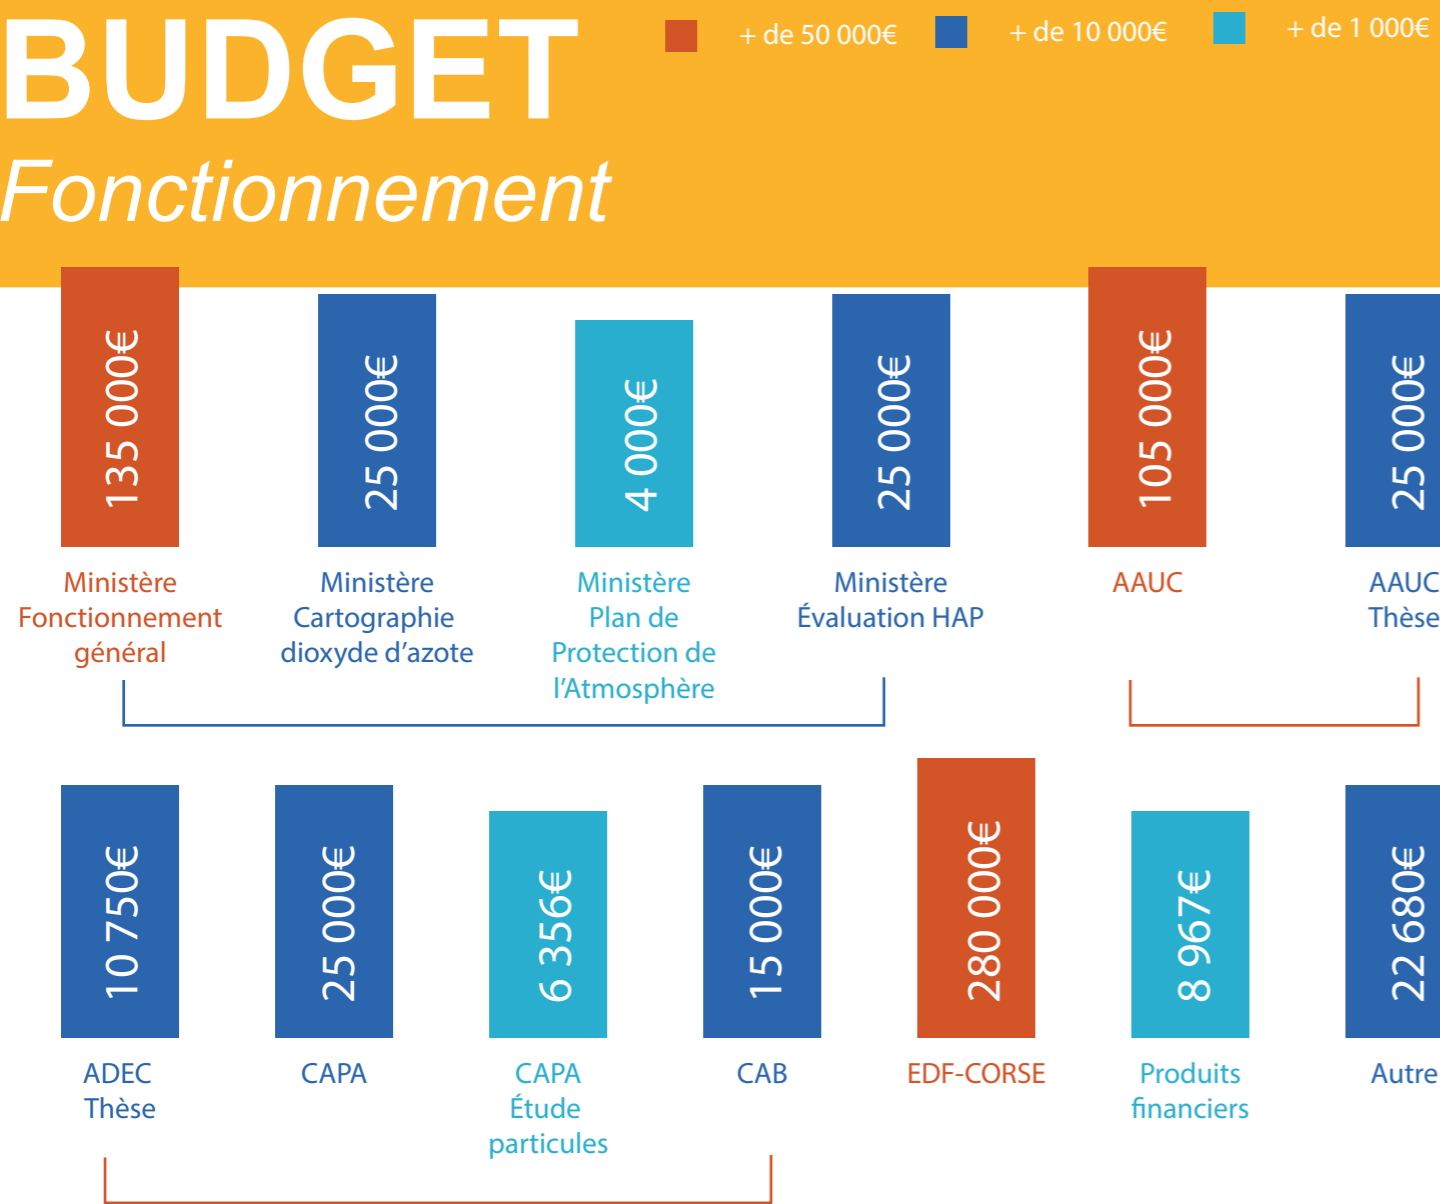 BUDGET
Fonctionnement
+ de 50 000€
+ de 10 000€
+ de 1 000€
135 000€
25 000€
4 000€
25 000€
105 000€
25 000€
Ministère
Fonctionnement
général
Ministère
Cartographie
dioxyde d’azote
Ministère
Plan de
Protection de
l’Atmosphère
Ministère
Évaluation HAP
AAUC
AAUC
Thèse
10 750€
25 000€
6 356€
15 000€
280 000€
8 967€
22 680€
ADEC
Thèse
CAPA
CAPA
Étude
particules
CAB
EDF-CORSE
Produits
financiers
Autre